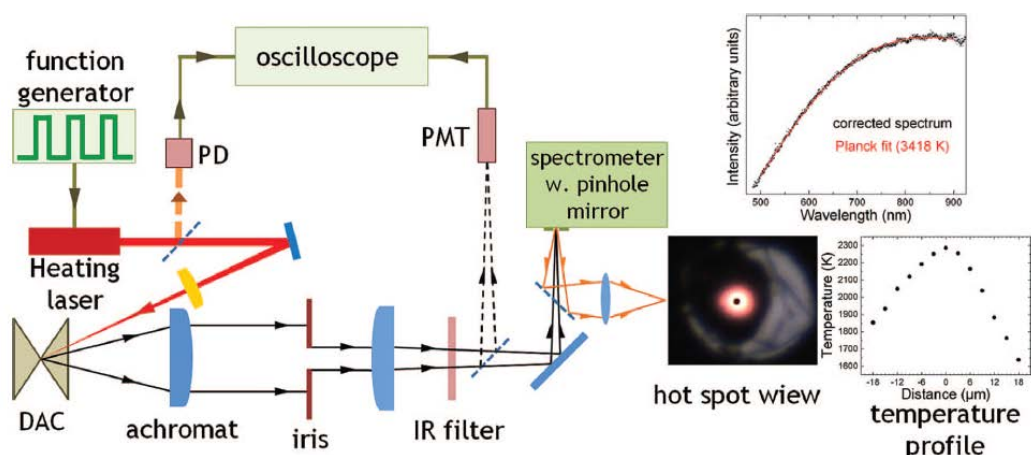 function
generator
oscilloscope
PD
PMT
Heating
laser
DAC
achromat
iris
IR filter
spectrometer
w. pinhole
mirror
Intensity (arbitrary units)
corrected spectrum
Planck fit (3418 K)
500 600 700 800 900
Wavelength (nm)
hot spot wiew
Temperature (K)
2300
2200
2100
2000
1900
1800
1700
1600
-18 -12 -6 0 6 12 18
Distance (µm)
temperature
profile